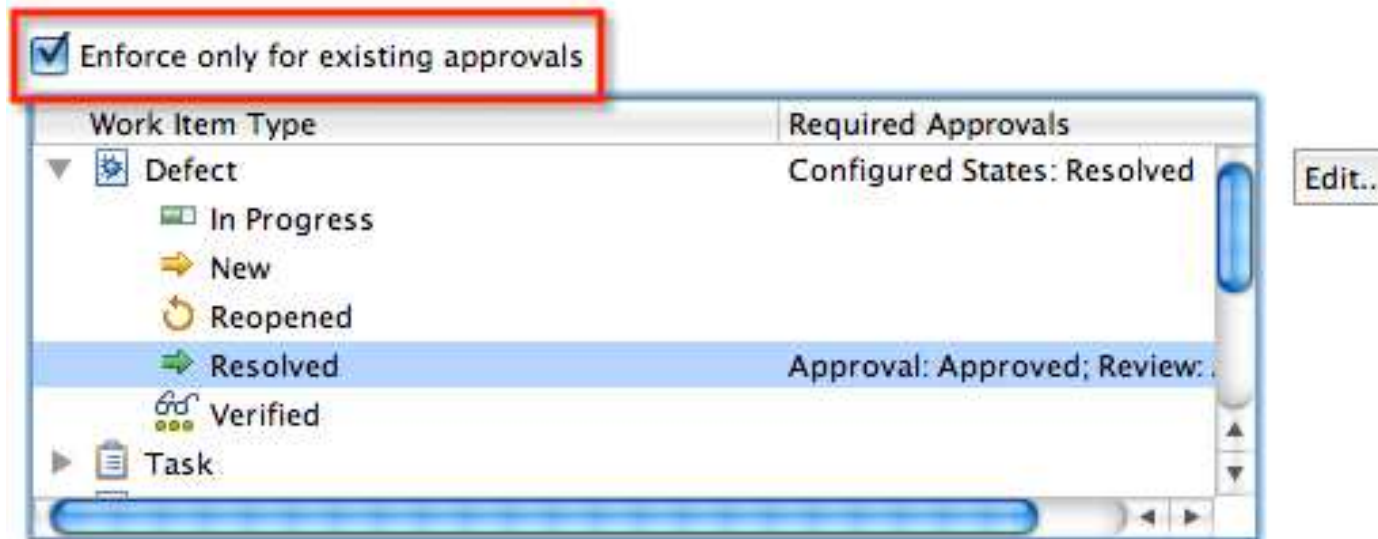 Enforce only for existing approvals
Work Item Type Required Approvals
Defect Configured States: Resolved
Edit..
In Progress
New
Reopened
Resolved Approval: Approved; Review:
Verified
Task